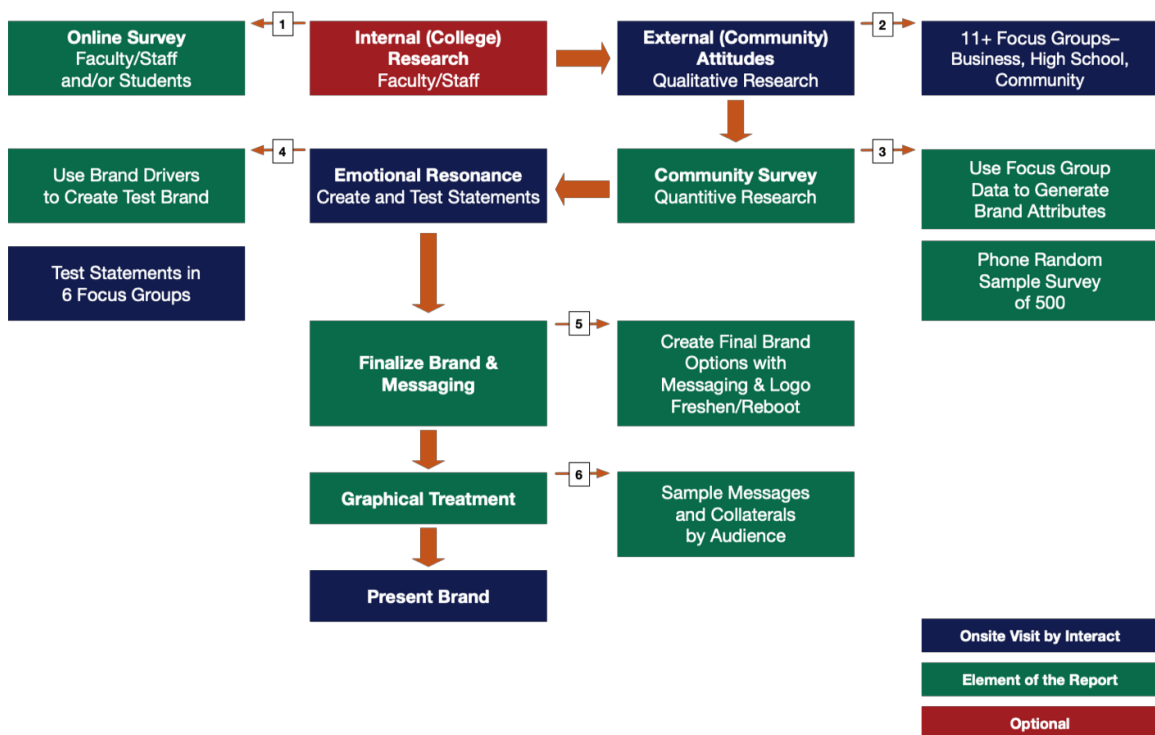 Online Survey
Faculty/Staff
and/or Students
1
Internal (College)
Research
Faculty/Staff
External (Community)
Attitudes
Qualitative Research
2
11+ Focus Groups–
Business, High School,
Community
Use Brand Drivers
to Create Test Brand
4
Emotional Resonance
Create and Test Statements
Community Survey
Quantitive Research
3
Use Focus Group
Data to Generate
Brand Attributes
Test Statements in
6 Focus Groups
Phone Random
Sample Survey
of 500
Finalize Brand &
Messaging
5
Create Final Brand
Options with
Messaging & Logo
Freshen/Reboot
Graphical Treatment
6
Sample Messages
and Collaterals
by Audience
Present Brand
Onsite Visit by Interact
Element of the Report
Optional